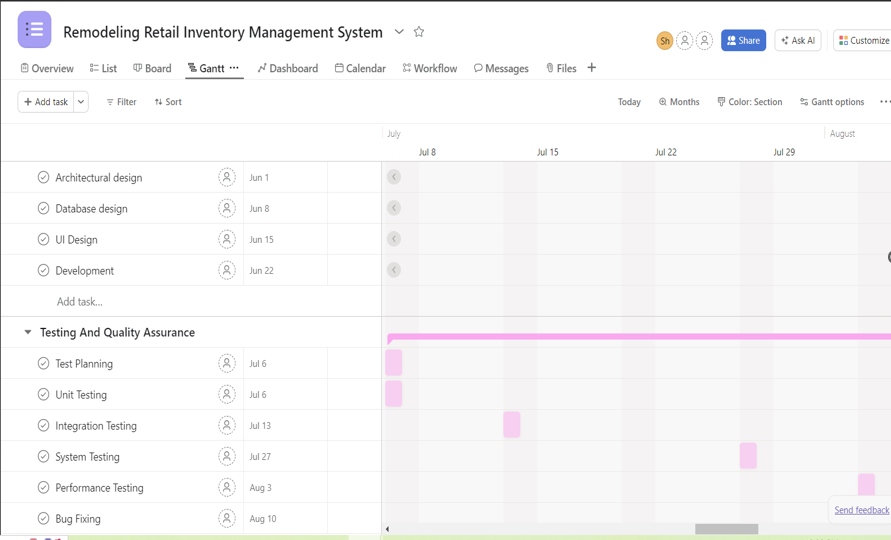 Remodeling Retail Inventory Management System
Sh
Share
Ask AI
Customize
Overview
List
Board
Gantt
Dashboard
Calendar
Workflow
Messages
Files
+ Add task
Filter
Sort
Today
Months
Color: Section
Gantt options
July
August
Jul 8
Jul 15
Jul 22
Jul 29
Architectural design
Jun 1
Database design
Jun 8
UI Design
Jun 15
Development
Jun 22
Add task...
Testing And Quality Assurance
Test Planning
Jul 6
Unit Testing
Jul 6
Integration Testing
Jul 13
System Testing
Jul 27
Performance Testing
Aug 3
Bug Fixing
Aug 10
Send feedback